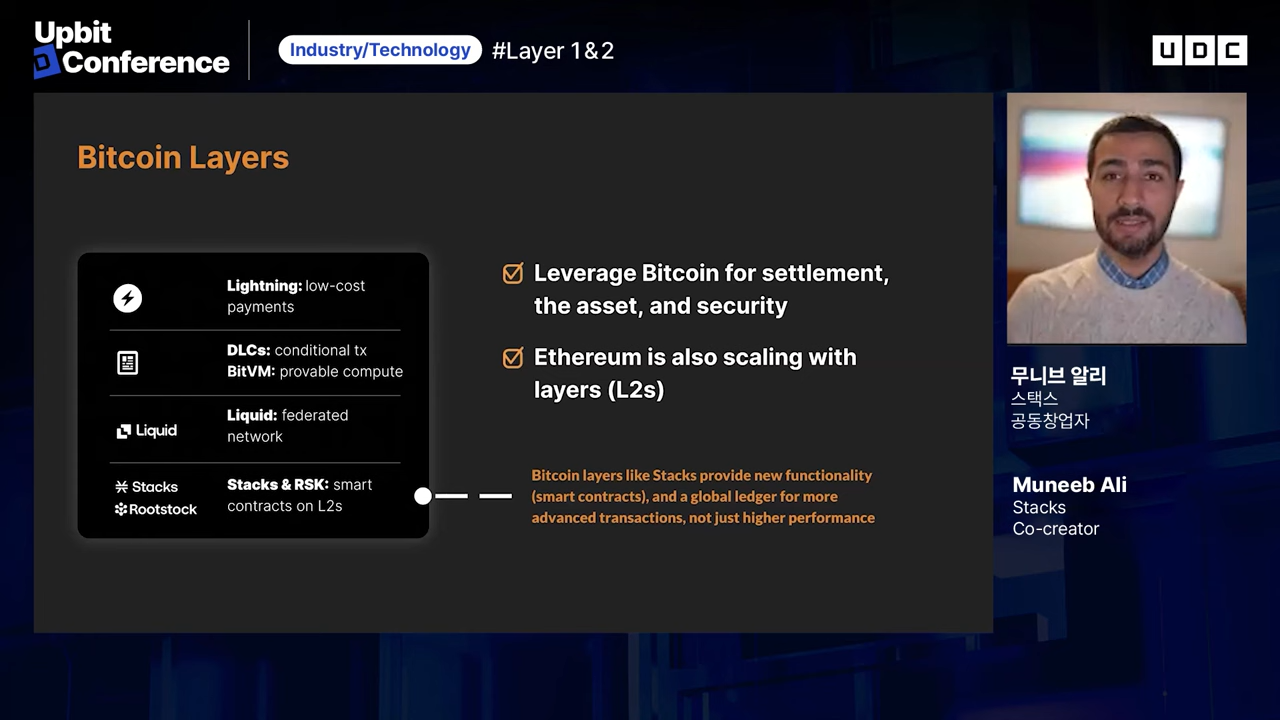 Upbit
D Conference
Industry/Technology #Layer 1&2
UDC
Bitcoin Layers
Lightning: low-cost
payments
DLCs: conditional tx
BitVM: provable compute
Liquid
Liquid: federated
network
Stacks
Rootstock
Stacks & RSK: smart
contracts on L2s
Leverage Bitcoin for settlement,
the asset, and security
Ethereum is also scaling with
layers (L2s)
Bitcoin layers like Stacks provide new functionality
(smart contracts), and a global ledger for more
advanced transactions, not just higher performance
무니브 알리
스택스
공동창업자
Muneeb Ali
Stacks
Co-creator